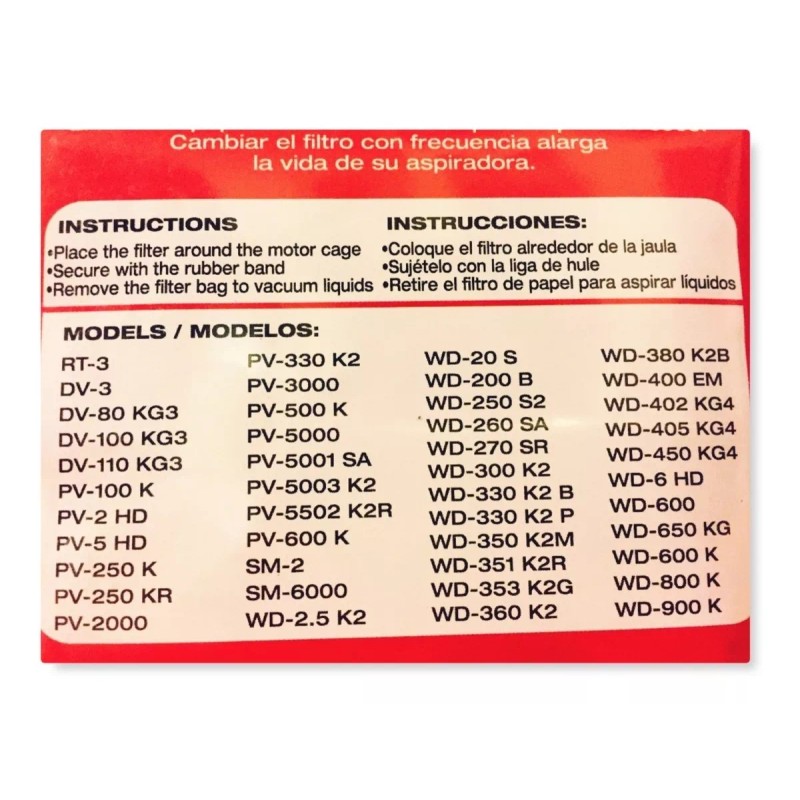 Cambiar el filtro con frecuencia alarga
la vida de su aspiradora.
INSTRUCTIONS
•Place the filter around the motor cage
•Secure with the rubber band
•Remove the filter bag to vacuum liquids
INSTRUCCIONES:
•Coloque el filtro alrededor de la jaula
•Sujételo con la liga de hule
•Retire el filtro de papel para aspirar líquidos
MODELS / MODELOS:
RT-3
DV-3
DV-80 KG3
DV-100 KG3
DV-110 KG3
PV-100 K
PV-2 HD
PV-5 HD
PV-250 K
PV-250 KR
PV-2000
PV-330 K2
PV-3000
PV-500 K
PV-5000
PV-5001 SA
PV-5003 K2
PV-5502 K2R
PV-600 K
SM-2
SM-6000
WD-2.5 K2
WD-20 S
WD-200 B
WD-250 S2
WD-260 SA
WD-270 SR
WD-300 K2
WD-330 K2 B
WD-330 K2 P
WD-350 K2M
WD-351 K2R
WD-353 K2G
WD-360 K2
WD-380 K2B
WD-400 EM
WD-402 KG4
WD-405 KG4
WD-450 KG4
WD-6 HD
WD-600
WD-650 KG
WD-600 K
WD-800 K
WD-900 K